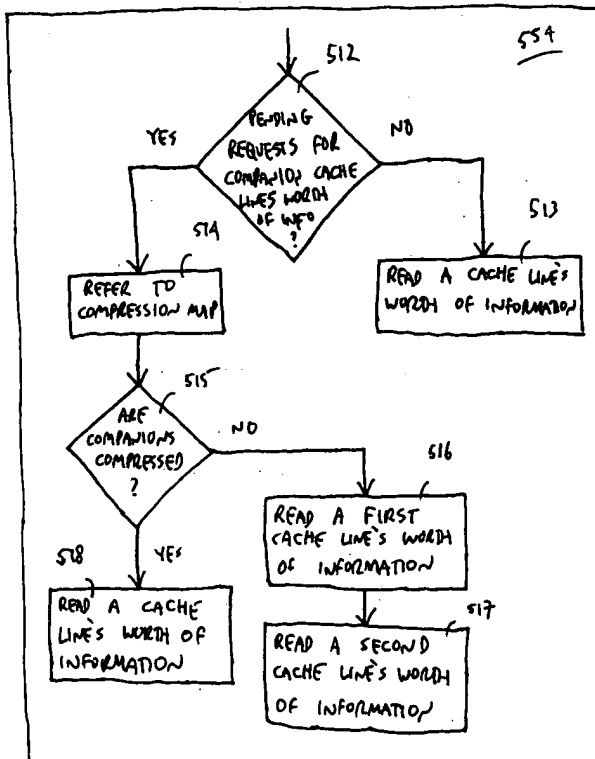 512
554
PENDING
REQUESTS FOR
COMPANION CACHE
LINES WORTH
OF INFO
?
YES
NO
514
513
REFER TO
COMPRESSION MAP
READ A CACHE LINE'S
WORTH OF INFORMATION
515
ARE
COMPANIONS
COMPRESSED
?
NO
516
READ A FIRST
CACHE LINE'S WORTH
OF INFORMATION
YES
518
READ A CACHE
LINE'S WORTH OF
INFORMATION
517
READ A SECOND
CACHE LINE'S WORTH
OF INFORMATION